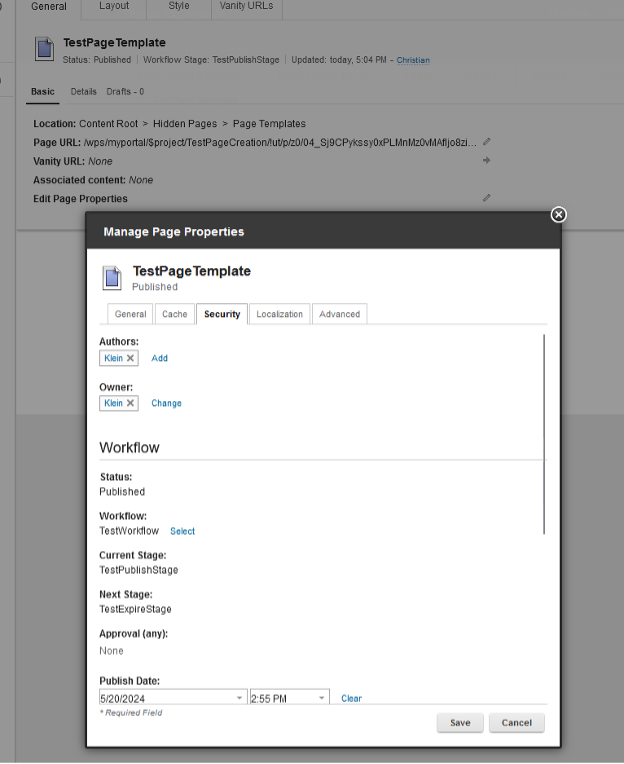 General Layout Style Vanity URLs
TestPageTemplate
Status: Published | Workflow Stage: TestPublishStage | Updated: today, 5:04 PM - Christian
Basic Details Drafts - 0
Location: Content Root > Hidden Pages > Page Templates
Page URL: /wps/myportal/$project/TestPageCreation/!ut/p/z0/04_Sj9CPykssy0xPLMnMz0vMAfIjo8zi...
Vanity URL: None
Associated content: None
Edit Page Properties
Manage Page Properties
TestPageTemplate
Published
General Cache Security Localization Advanced
Authors:
Klein Add
Owner:
Klein Change
Workflow
Status:
Published
Workflow:
TestWorkflow Select
Current Stage:
TestPublishStage
Next Stage:
TestExpireStage
Approval (any):
None
Publish Date:
5/20/2024 2:55 PM Clear
* Required Field
Save Cancel